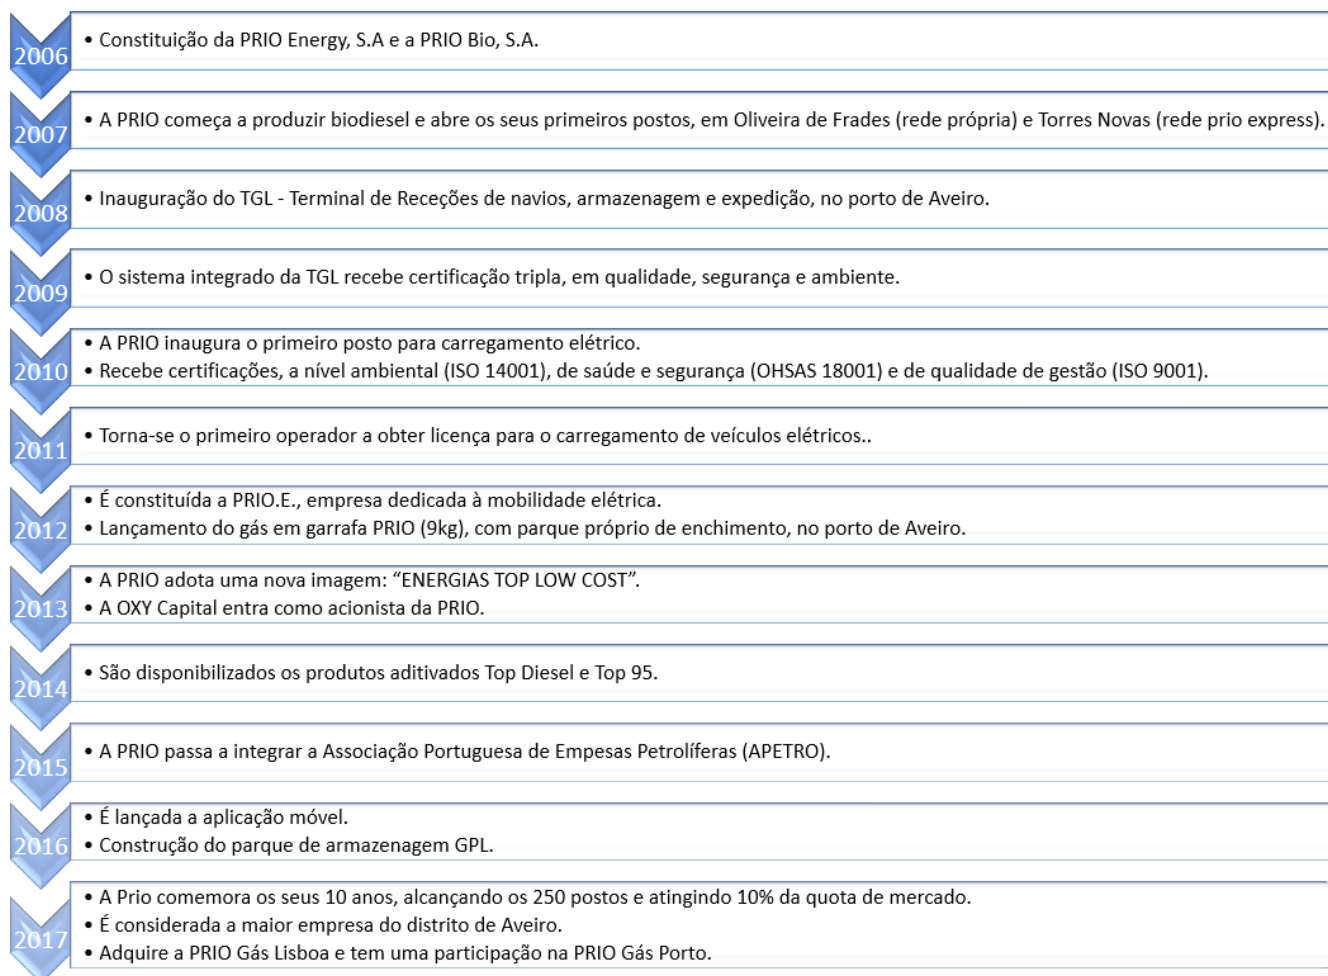 2006
• Constituição da PRIO Energy, S.A e a PRIO Bio, S.A.
2007
• A PRIO começa a produzir biodiesel e abre os seus primeiros postos, em Oliveira de Frades (rede própria) e Torres Novas (rede prio express).
2008
• Inauguração do TGL - Terminal de Receções de navios, armazenagem e expedição, no porto de Aveiro.
2009
• O sistema integrado da TGL recebe certificação tripla, em qualidade, segurança e ambiente.
2010
• A PRIO inaugura o primeiro posto para carregamento elétrico.
• Recebe certificações, a nível ambiental (ISO 14001), de saúde e segurança (OHSAS 18001) e de qualidade de gestão (ISO 9001).
2011
• Torna-se o primeiro operador a obter licença para o carregamento de veículos elétricos..
2012
• É constituída a PRIO.E., empresa dedicada à mobilidade elétrica.
• Lançamento do gás em garrafa PRIO (9kg), com parque próprio de enchimento, no porto de Aveiro.
2013
• A PRIO adota uma nova imagem: “ENERGIAS TOP LOW COST”.
• A OXY Capital entra como acionista da PRIO.
2014
• São disponibilizados os produtos aditivados Top Diesel e Top 95.
2015
• A PRIO passa a integrar a Associação Portuguesa de Empesas Petrolíferas (APETRO).
2016
• É lançada a aplicação móvel.
• Construção do parque de armazenagem GPL.
2017
• A Prio comemora os seus 10 anos, alcançando os 250 postos e atingindo 10% da quota de mercado.
• É considerada a maior empresa do distrito de Aveiro.
• Adquire a PRIO Gás Lisboa e tem uma participação na PRIO Gás Porto.